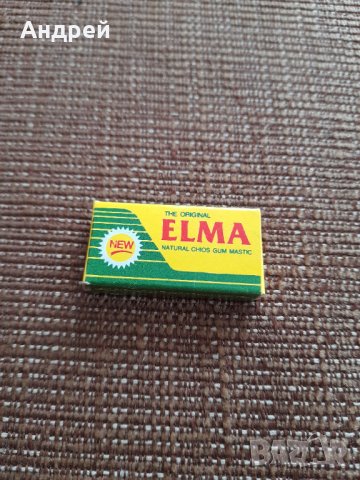 Андрей
THE ORIGINAL
ELMA
NEW
NATURAL CHIOS GUM MASTIC